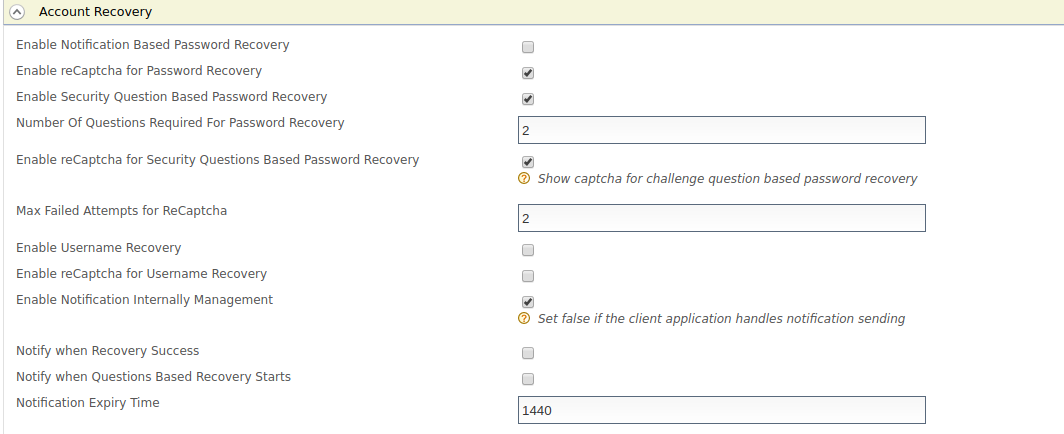 Account Recovery
Enable Notification Based Password Recovery
Enable reCaptcha for Password Recovery
Enable Security Question Based Password Recovery
Number Of Questions Required For Password Recovery
2
Enable reCaptcha for Security Questions Based Password Recovery
Show captcha for challenge question based password recovery
Max Failed Attempts for ReCaptcha
2
Enable Username Recovery
Enable reCaptcha for Username Recovery
Enable Notification Internally Management
Set false if the client application handles notification sending
Notify when Recovery Success
Notify when Questions Based Recovery Starts
Notification Expiry Time
1440